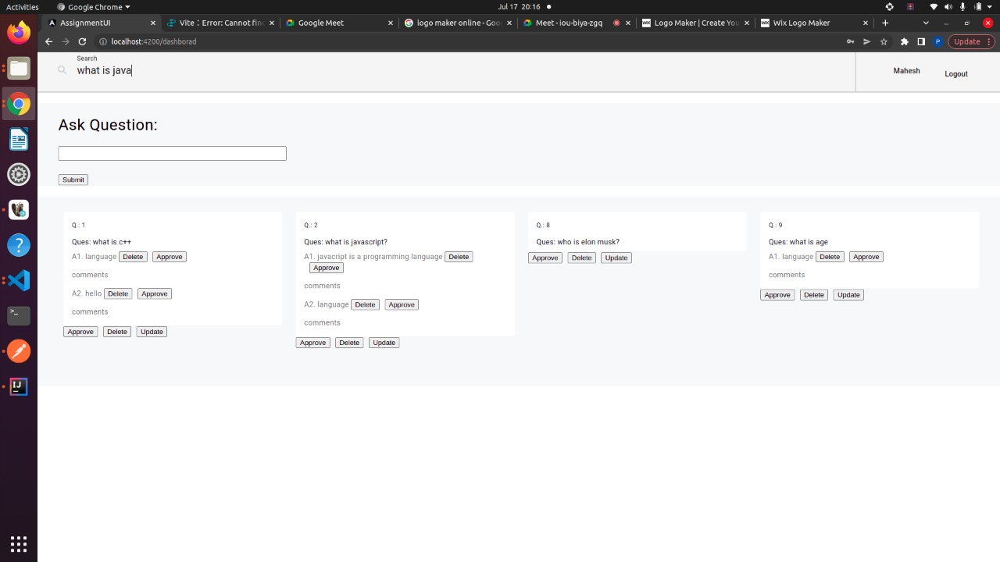 Activities
Google Chrome
Jul 17 20:16
AssignmentUI
Vite : Error: Cannot find
Google Meet
logo maker online - Goog
Meet - iou-biya-zgq
Logo Maker | Create You
Wix Logo Maker
localhost:4200/dashborad
P
Update
Search
what is java
Mahesh
Logout
Ask Question:
Submit
Q.: 1
Ques: what is c++
A1. language Delete Approve
comments
A2. hello Delete Approve
comments
Approve Delete Update
Q.: 2
Ques: what is javascript?
A1. javacript is a programming language Delete
Approve
comments
A2. language Delete Approve
comments
Approve Delete Update
Q.: 8
Ques: who is elon musk?
Approve Delete Update
Q.: 9
Ques: what is age
A1. language Delete Approve
comments
Approve Delete Update